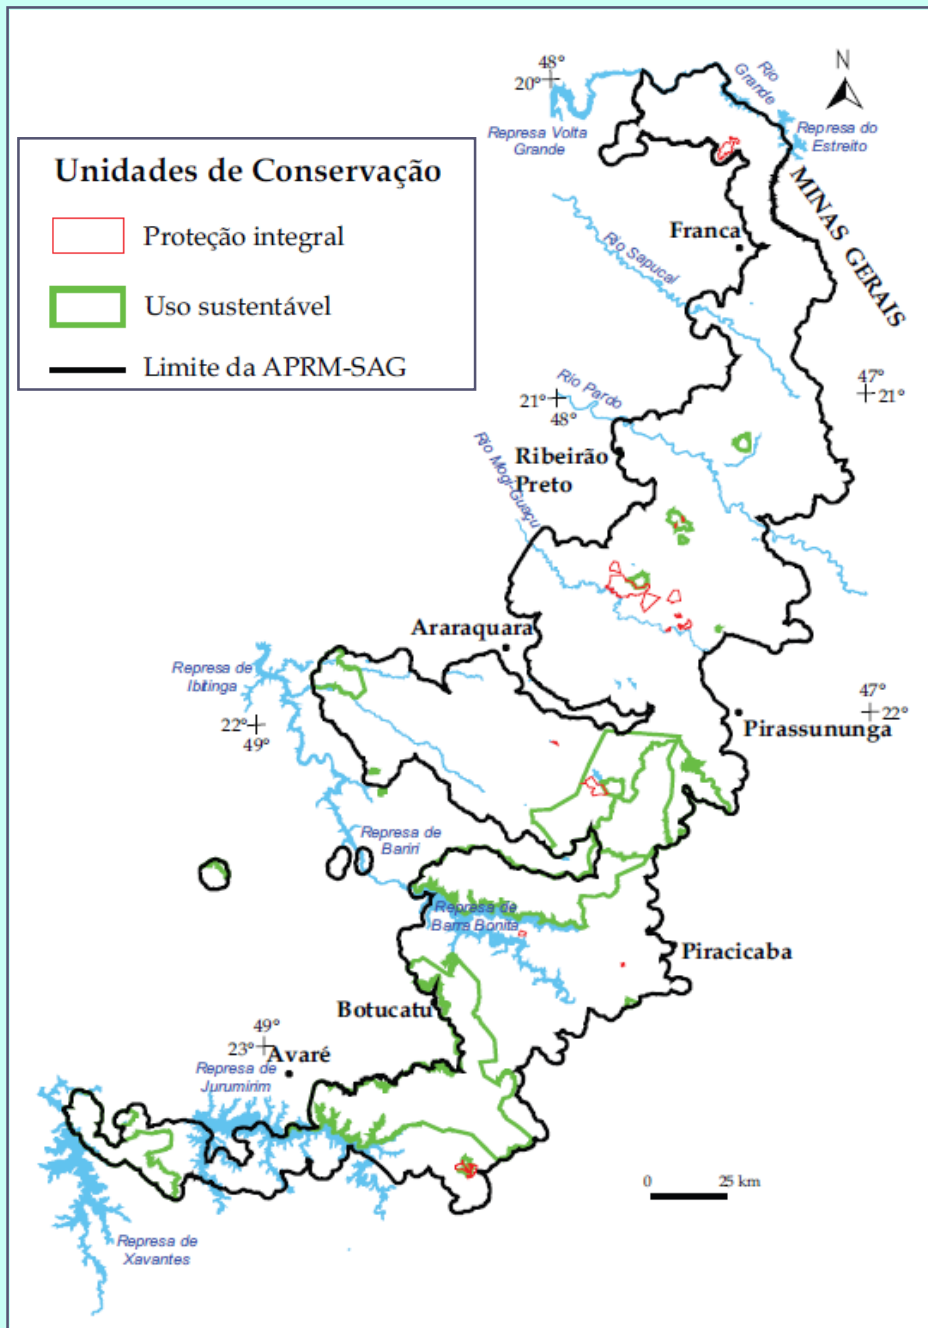 Unidades de Conservação
Proteção integral
Uso sustentável
Limite da APRM-SAG
N
48°
20°
Rio
Grande
Represa Volta
Grande
Represa do
Estreito
MINAS GERAIS
Franca
Rio Sapucaí
47°
21°
Rio Pardo
21°
48°
Rio Mogi-Guaçu
Ribeirão
Preto
Araraquara
Represa de
Ibitinga
47°
22°
22°
49°
Pirassununga
Represa de
Bariri
Represa de
Barra Bonita
Piracicaba
Botucatu
49°
23°
Avaré
Represa de
Jurumirim
0 25 km
Represa de
Xavantes